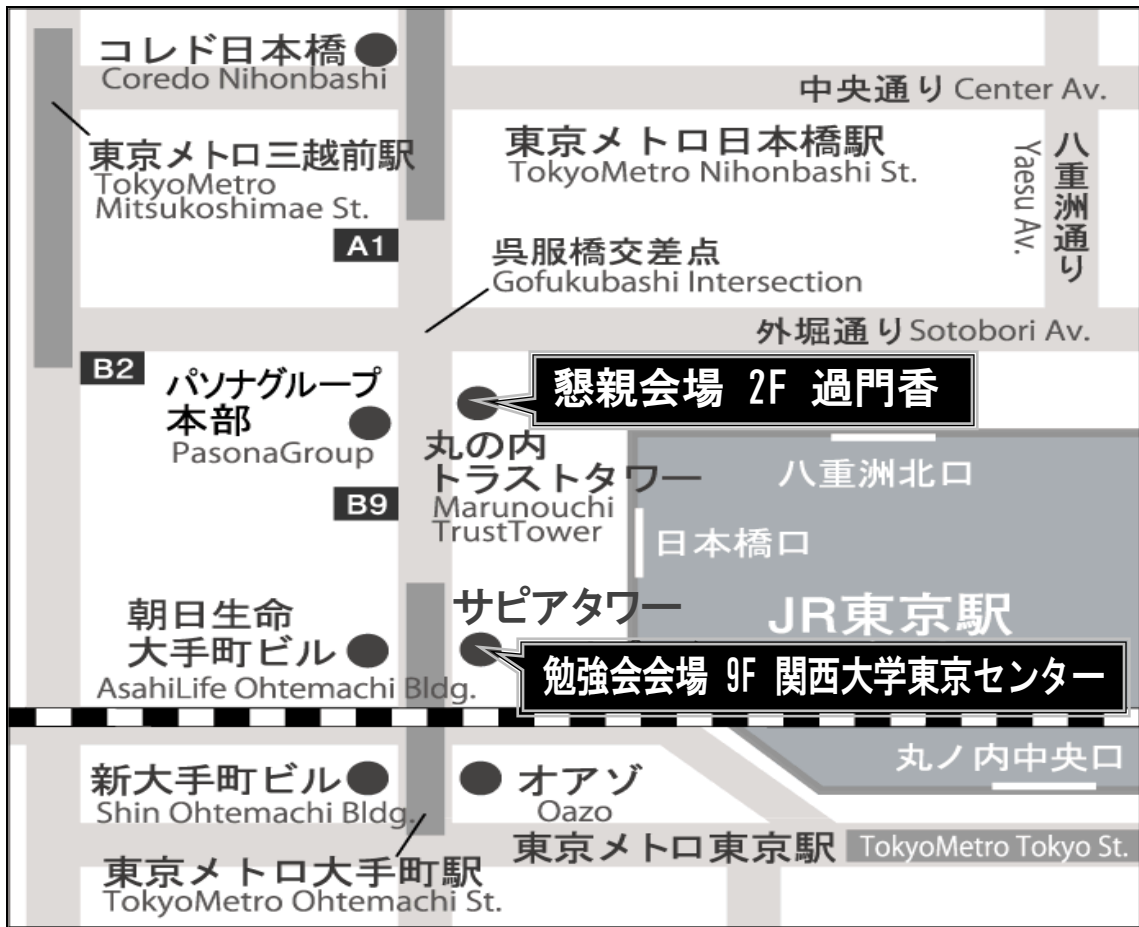 コレド日本橋
Coredo Nihonbashi
中央通り Center Av.
東京メトロ三越前駅
TokyoMetro
Mitsukoshimae St.
東京メトロ日本橋駅
TokyoMetro Nihonbashi St.
八重洲通り
Yaesu Av.
A1
呉服橋交差点
Gofukubashi Intersection
外堀通り Sotobori Av.
B2
パソナグループ
本部
PasonaGroup
懇親会場 2F 過門香
丸の内
トラストタワー
Marunouchi
TrustTower
八重洲北口
B9
日本橋口
サピアタワー
JR東京駅
朝日生命
大手町ビル
AsahiLife Ohtemachi Bldg.
勉強会会場 9F 関西大学東京センター
丸ノ内中央口
新大手町ビル
Shin Ohtemachi Bldg.
オアゾ
Oazo
東京メトロ東京駅 TokyoMetro Tokyo St.
東京メトロ大手町駅
TokyoMetro Ohtemachi St.